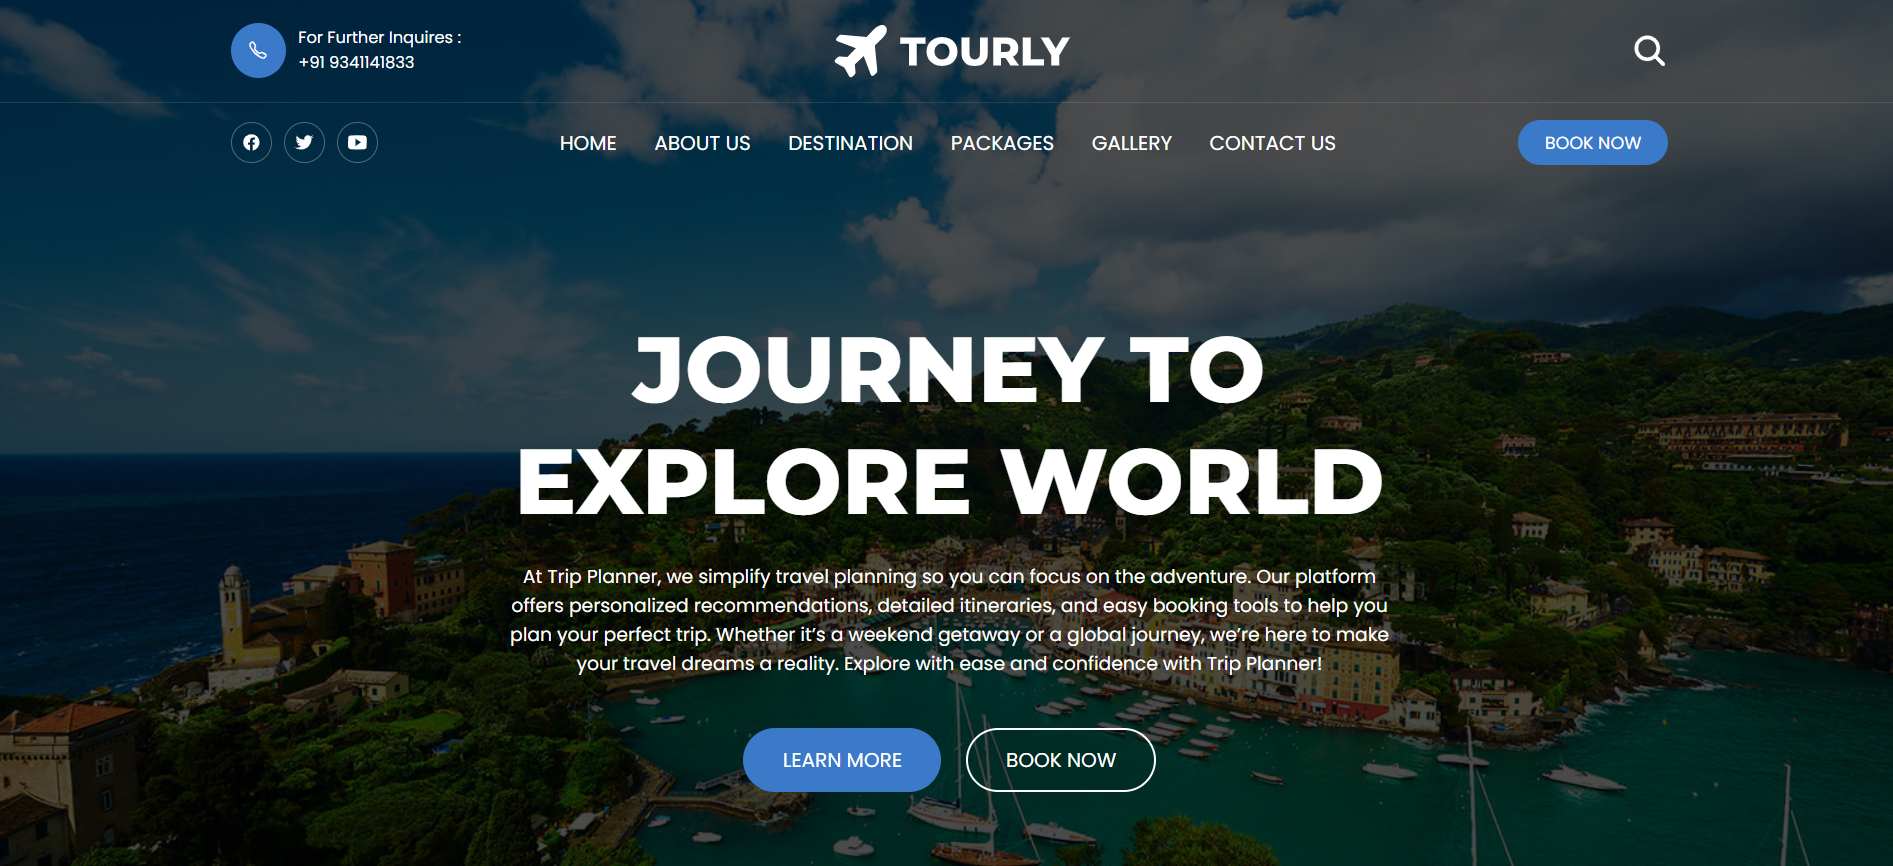 For Further Inquires :
+91 9341141833
TOURLY
HOME ABOUT US DESTINATION PACKAGES GALLERY CONTACT US
BOOK NOW
JOURNEY TO
EXPLORE WORLD
At Trip Planner, we simplify travel planning so you can focus on the adventure. Our platform
offers personalized recommendations, detailed itineraries, and easy booking tools to help you
plan your perfect trip. Whether it’s a weekend getaway or a global journey, we’re here to make
your travel dreams a reality. Explore with ease and confidence with Trip Planner!
LEARN MORE BOOK NOW